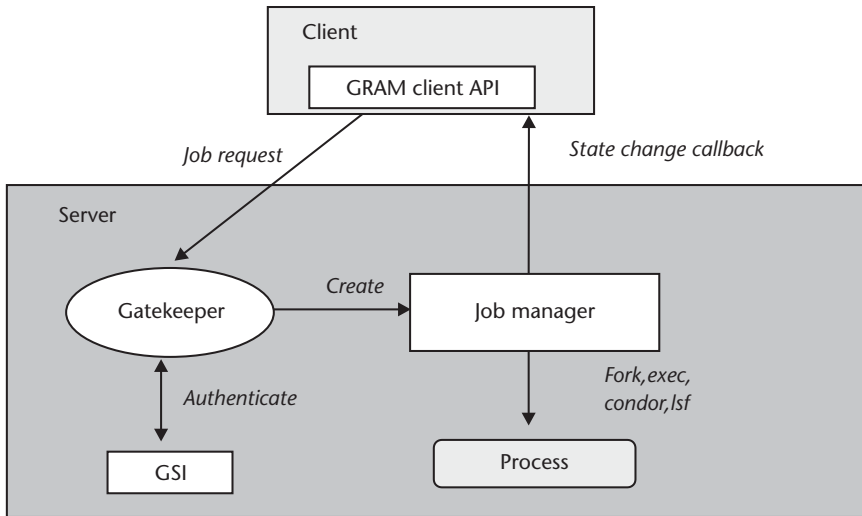 Client
GRAM client API
Job request
State change callback
Server
Gatekeeper
Create
Job manager
Authenticate
Fork,exec,
condor,lsf
GSI
Process